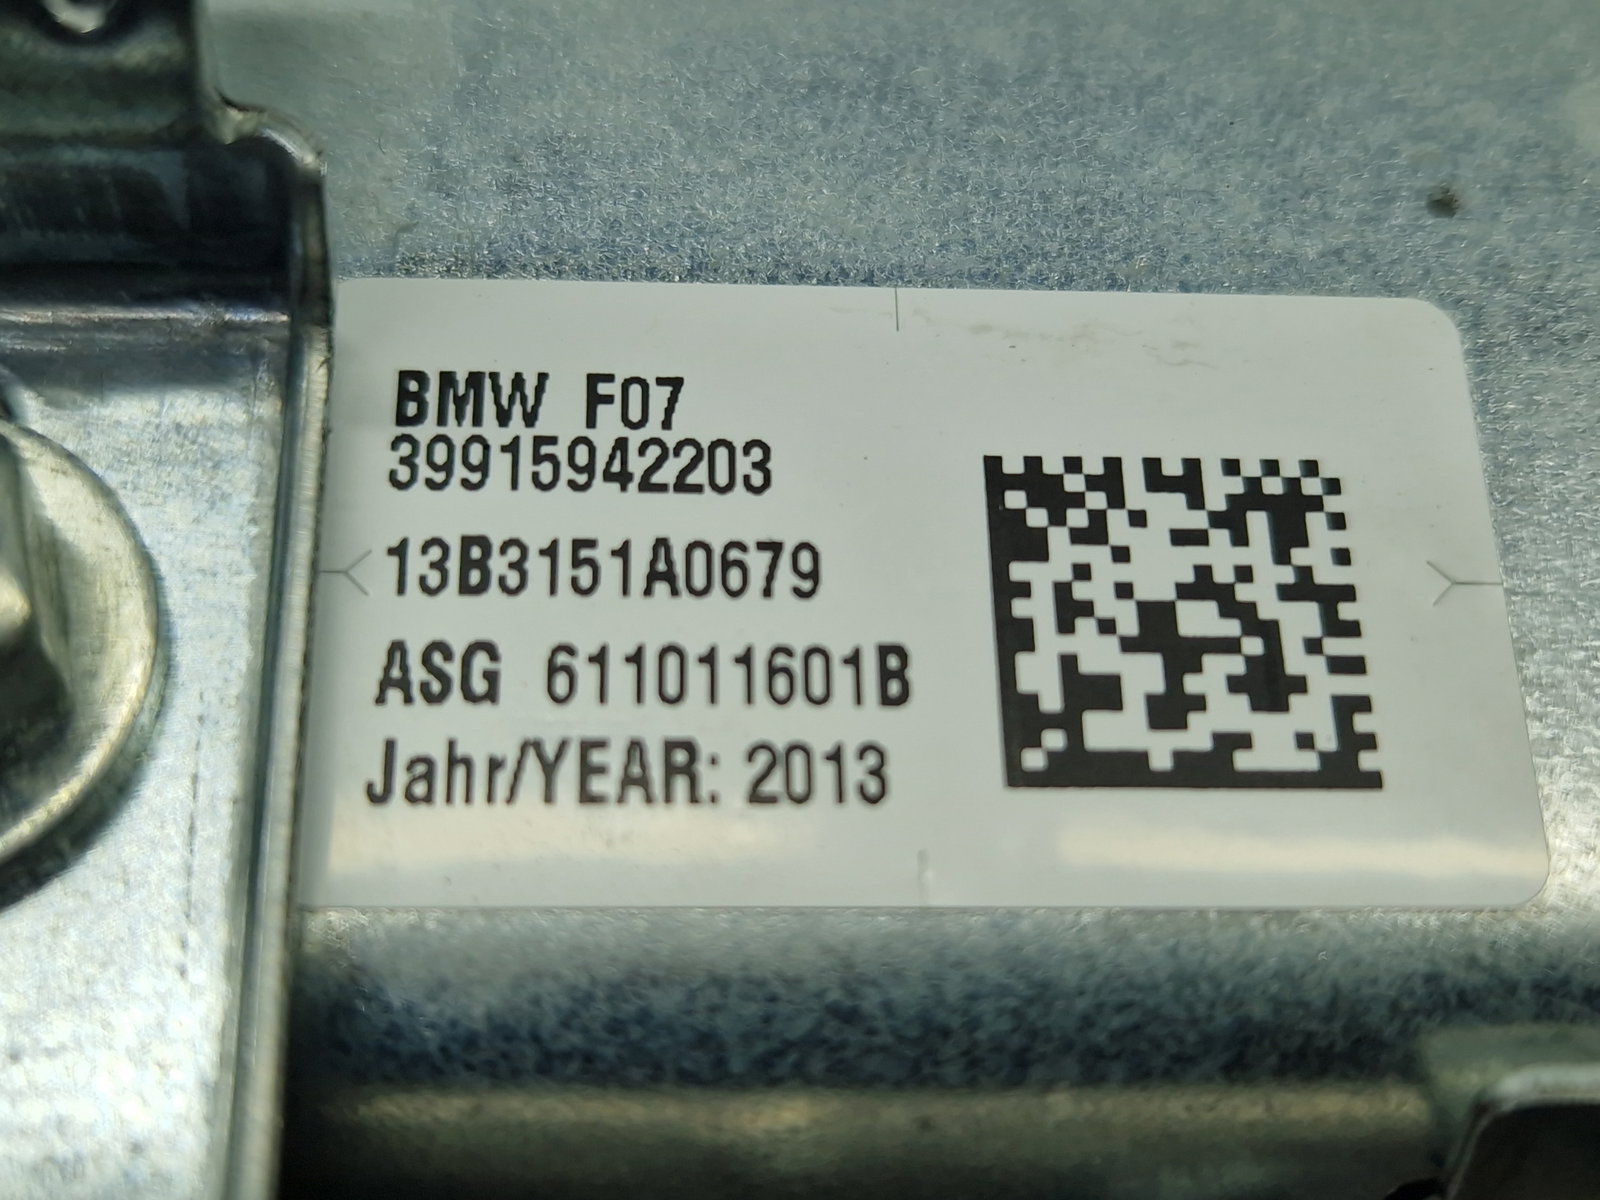 BMW F07
39915942203
13B3151A0679
ASG 611011601B
Jahr/YEAR: 2013